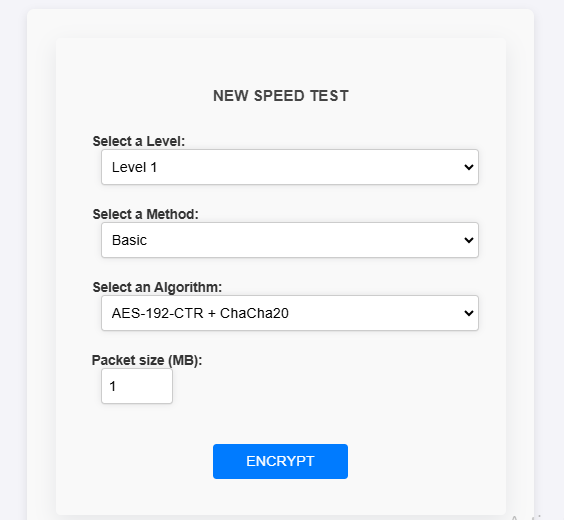 NEW SPEED TEST
Select a Level:
Level 1
Select a Method:
Basic
Select an Algorithm:
AES-192-CTR + ChaCha20
Packet size (MB):
1
ENCRYPT